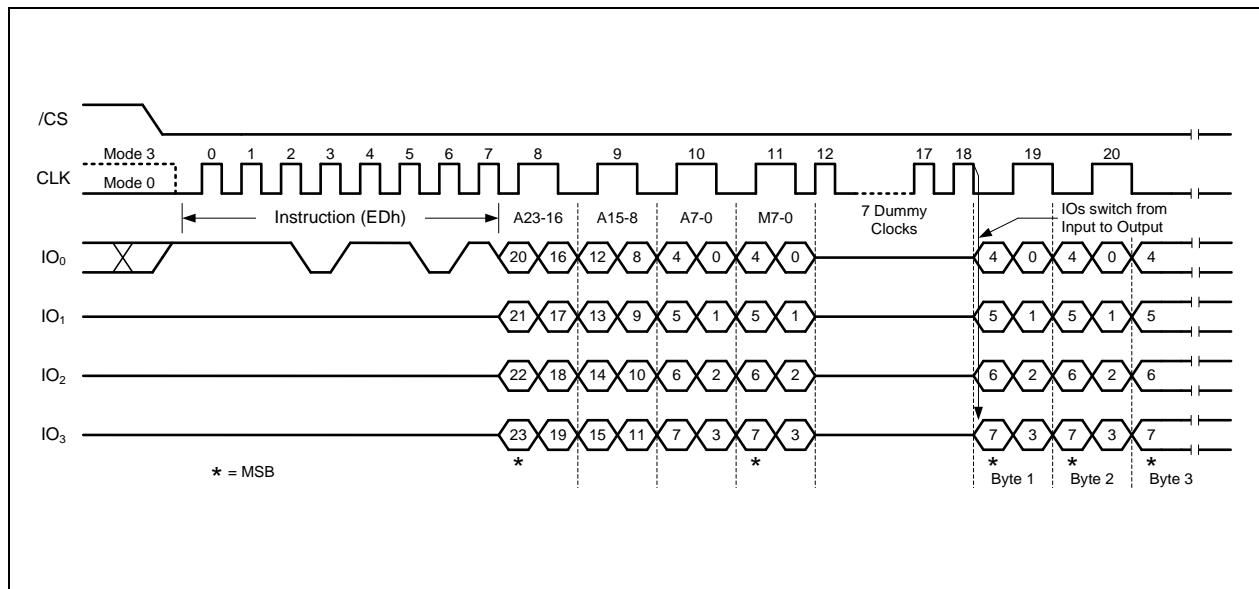 /CS
Mode 3 0 1 2 3 4 5 6 7 8 9 10 11 12 17 18 19 20
CLK
Mode 0
Instruction (EDh) A23-16 A15-8 A7-0 M7-0 7 Dummy
Clocks
IOs switch from
Input to Output
IO₀ 20 16 12 8 4 0 4 0 4 0 4 0 4
IO₁ 21 17 13 9 5 1 5 1 5 1 5 1 5
IO₂ 22 18 14 10 6 2 6 2 6 2 6 2 6
IO₃ 23 19 15 11 7 3 7 3 7 3 7 3 7
* * * * *
* = MSB
Byte 1 Byte 2 Byte 3